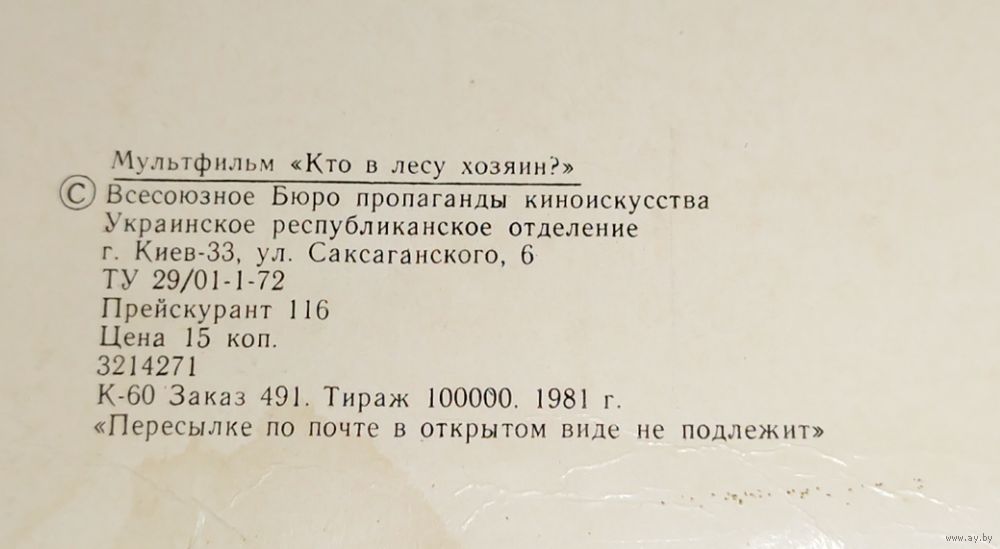 Мультфильм «Кто в лесу хозяин?»
© Всесоюзное Бюро пропаганды киноискусства
Украинское республиканское отделение
г. Киев-33, ул. Саксаганского, 6
ТУ 29/01-1-72
Прейскурант 116
Цена 15 коп.
3214271
К-60 Заказ 491. Тираж 100000. 1981 г.
«Пересылке по почте в открытом виде не подлежит»
www.ay.by